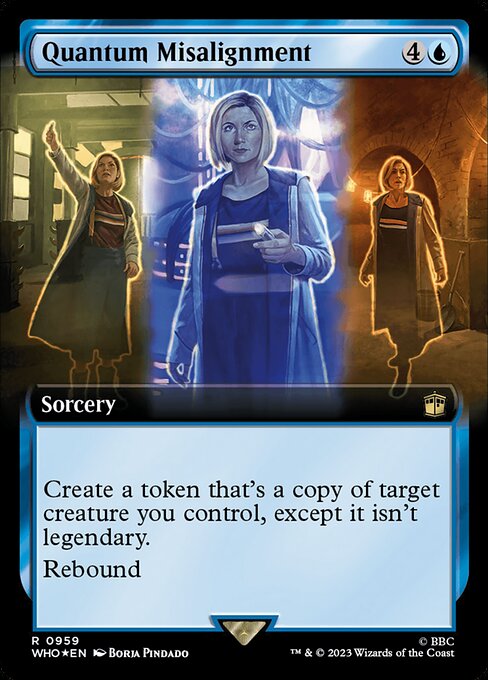 Quantum Misalignment 4
Sorcery
Create a token that's a copy of target
creature you control, except it isn't
legendary.
Rebound
R 0959 © BBC
WHO★EN Borja Pindado ™ & © 2023 Wizards of the Coast